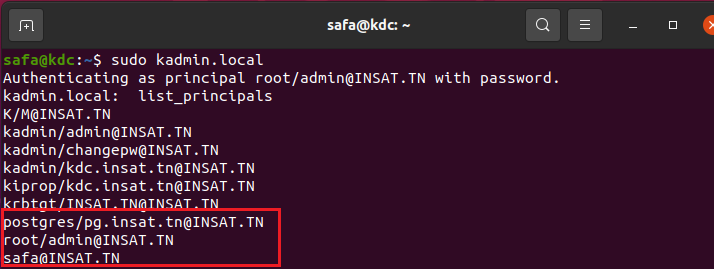 safa@kdc: ~
safa@kdc:~$ sudo kadmin.local
Authenticating as principal root/admin@INSAT.TN with password.
kadmin.local:  list_principals
K/M@INSAT.TN
kadmin/admin@INSAT.TN
kadmin/changepw@INSAT.TN
kadmin/kdc.insat.tn@INSAT.TN
kiprop/kdc.insat.tn@INSAT.TN
krbtgt/INSAT.TN@INSAT.TN
postgres/pg.insat.tn@INSAT.TN
root/admin@INSAT.TN
safa@INSAT.TN